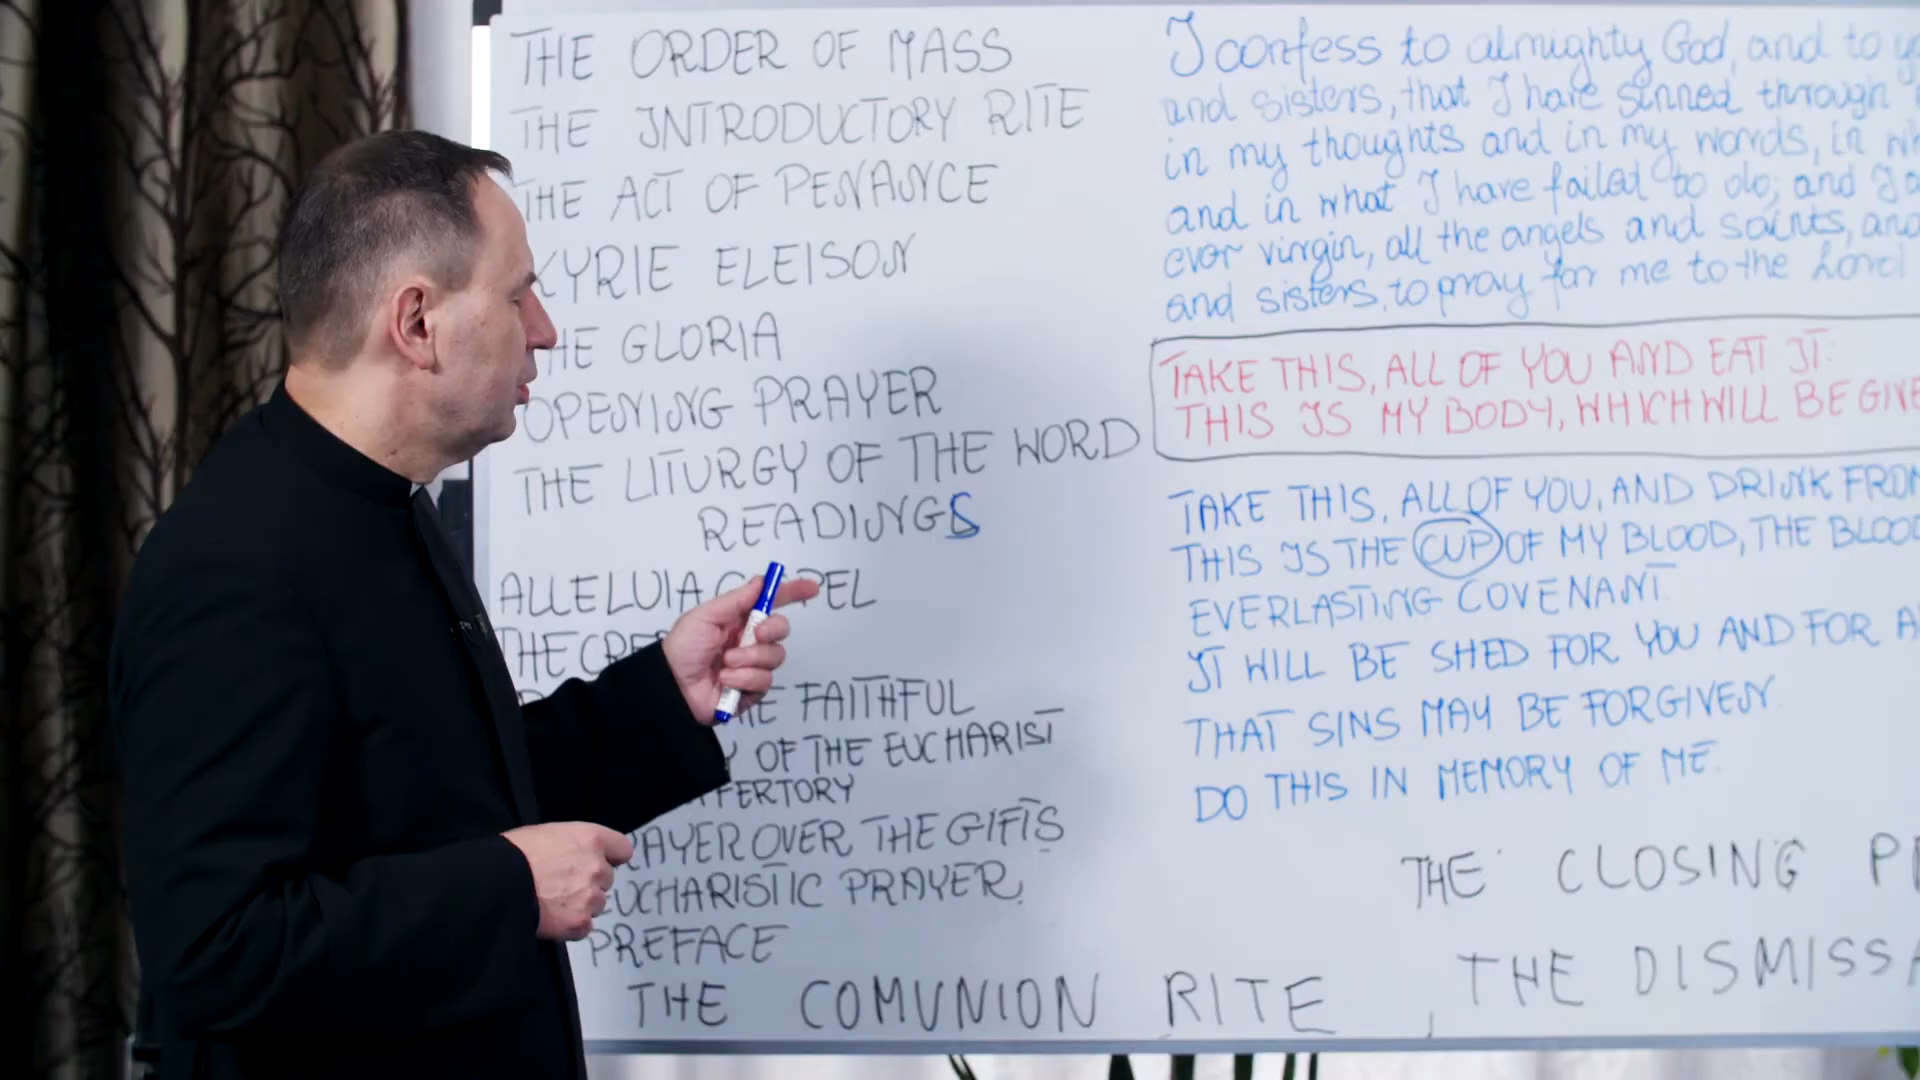 THE ORDER OF MASS
THE INTRODUCTORY RITE
THE ACT OF PENANCE
KYRIE ELEISON
THE GLORIA
OPENING PRAYER
THE LITURGY OF THE WORD
READINGS
ALLELUIA
THE
FAITHFUL
OF THE EUCHARIST
PRAYER OVER THE GIFTS
EUCHARISTIC PRAYER
PREFACE
THE COMUNION RITE
I confess to almighty God, and to
and sisters, that I have sinned through
in my thoughts and in my words, in
and in what I have failed to do; and I
ever virgin, all the angels and saints,
and sisters, to pray for me to the Lord
TAKE THIS, ALL OF YOU AND EAT IT:
THIS IS MY BODY, WHICH WILL BE
TAKE THIS, ALL OF YOU, AND DRINK
THIS IS THE CUP OF MY BLOOD, THE
EVERLASTING COVENANT.
IT WILL BE SHED FOR YOU AND FOR
THAT SINS MAY BE FORGIVEN.
DO THIS IN MEMORY OF ME.
THE CLOSING
THE